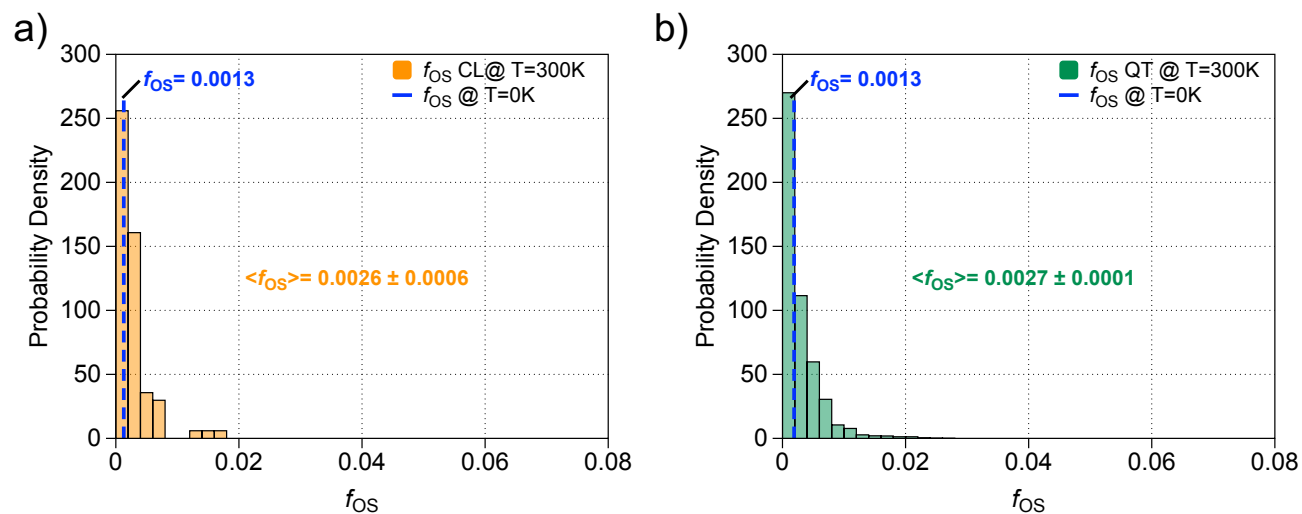 a)
300
250
200
150
100
50
0
Probability Density
fOS= 0.0013
fOS CL@ T=300K
fOS @ T=0K
<fOS>= 0.0026 ± 0.0006
0
0.02
0.04
0.06
0.08
fOS
b)
300
250
200
150
100
50
0
Probability Density
fOS= 0.0013
fOS QT @ T=300K
fOS @ T=0K
<fOS>= 0.0027 ± 0.0001
0
0.02
0.04
0.06
0.08
fOS